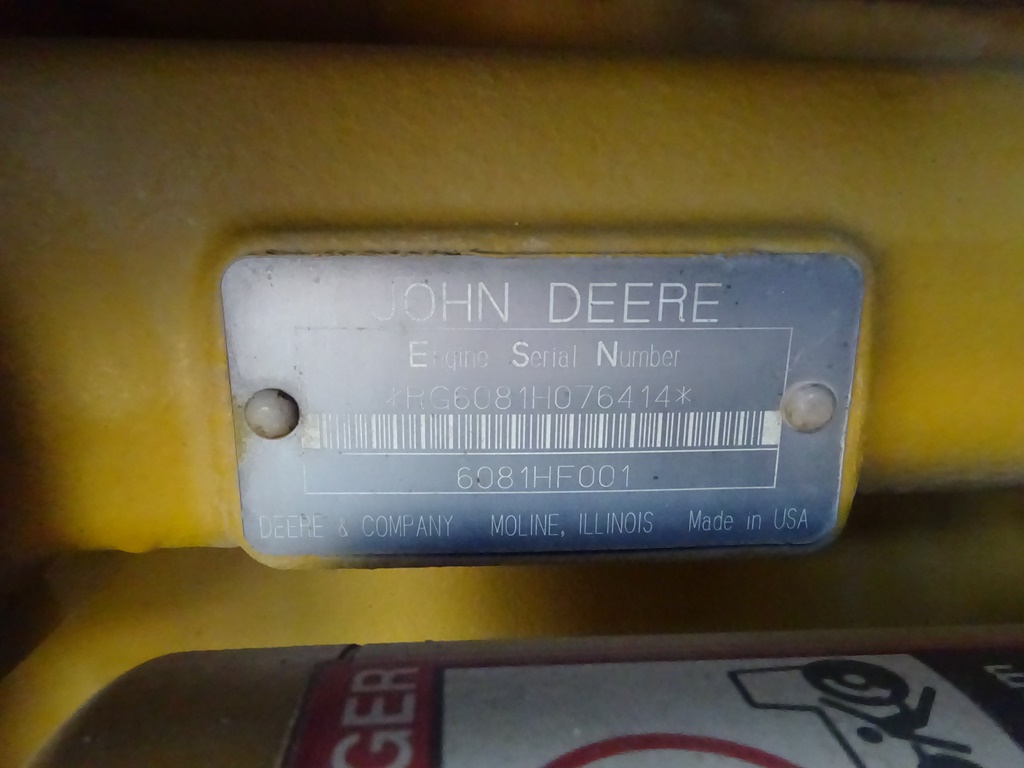 JOHN DEERE
Engine Serial Number
*RG6081H076414*
6081HF001
DEERE & COMPANY MOLINE, ILLINOIS Made in USA
GER